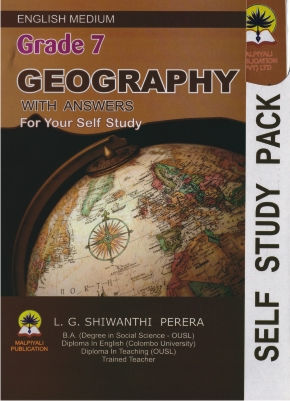 ENGLISH MEDIUM
Grade 7
GEOGRAPHY
WITH ANSWERS
For Your Self Study
MALPIYALI
PUBLICATION
(PVT) LTD
SELF STUDY PACK
L. G. SHIWANTHI PERERA
B.A. (Degree in Social Science - OUSL)
Diploma In English (Colombo University)
Diploma In Teaching (OUSL)
Trained Teacher
MALPIYALI
PUBLICATION